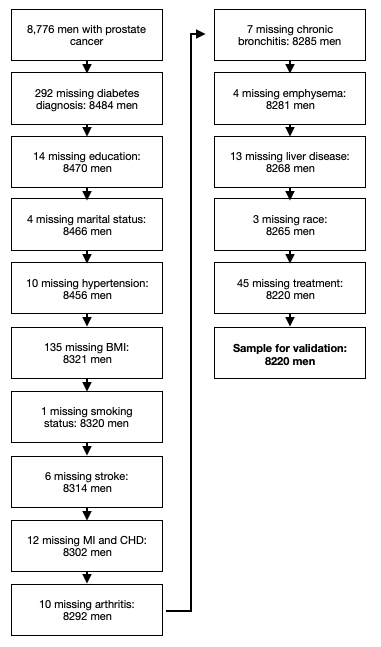 8,776 men with prostate
cancer
292 missing diabetes
diagnosis: 8484 men
14 missing education:
8470 men
4 missing marital status:
8466 men
10 missing hypertension:
8456 men
135 missing BMI:
8321 men
1 missing smoking
status: 8320 men
6 missing stroke:
8314 men
12 missing MI and CHD:
8302 men
10 missing arthritis:
8292 men
7 missing chronic
bronchitis: 8285 men
4 missing emphysema:
8281 men
13 missing liver disease:
8268 men
3 missing race:
8265 men
45 missing treatment:
8220 men
Sample for validation:
8220 men